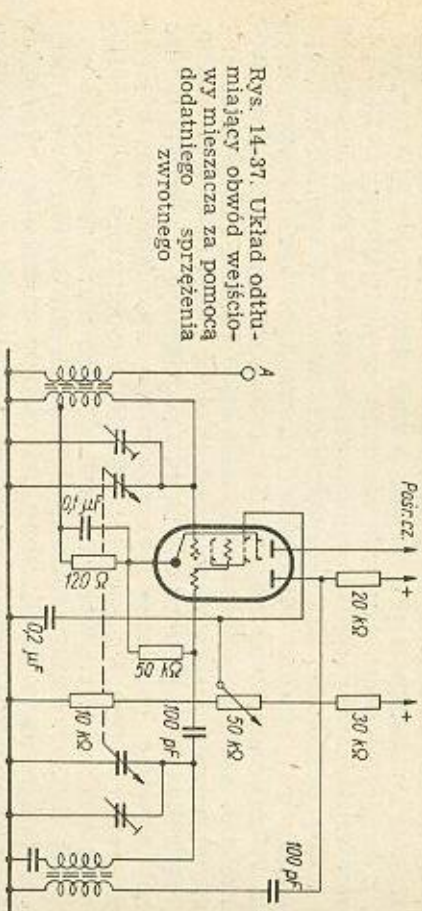 Rys. 14-37. Układ odtłu-
miający obwód wejścio-
wy mieszacza za pomocą
dodatniego sprzężenia
zwrotnego
A
Pośr.cz.
+
+
20 kΩ
30 kΩ
0,1 μF
120 Ω
50 kΩ
50 kΩ
0,2 μF
10 kΩ
100 pF
100 pF